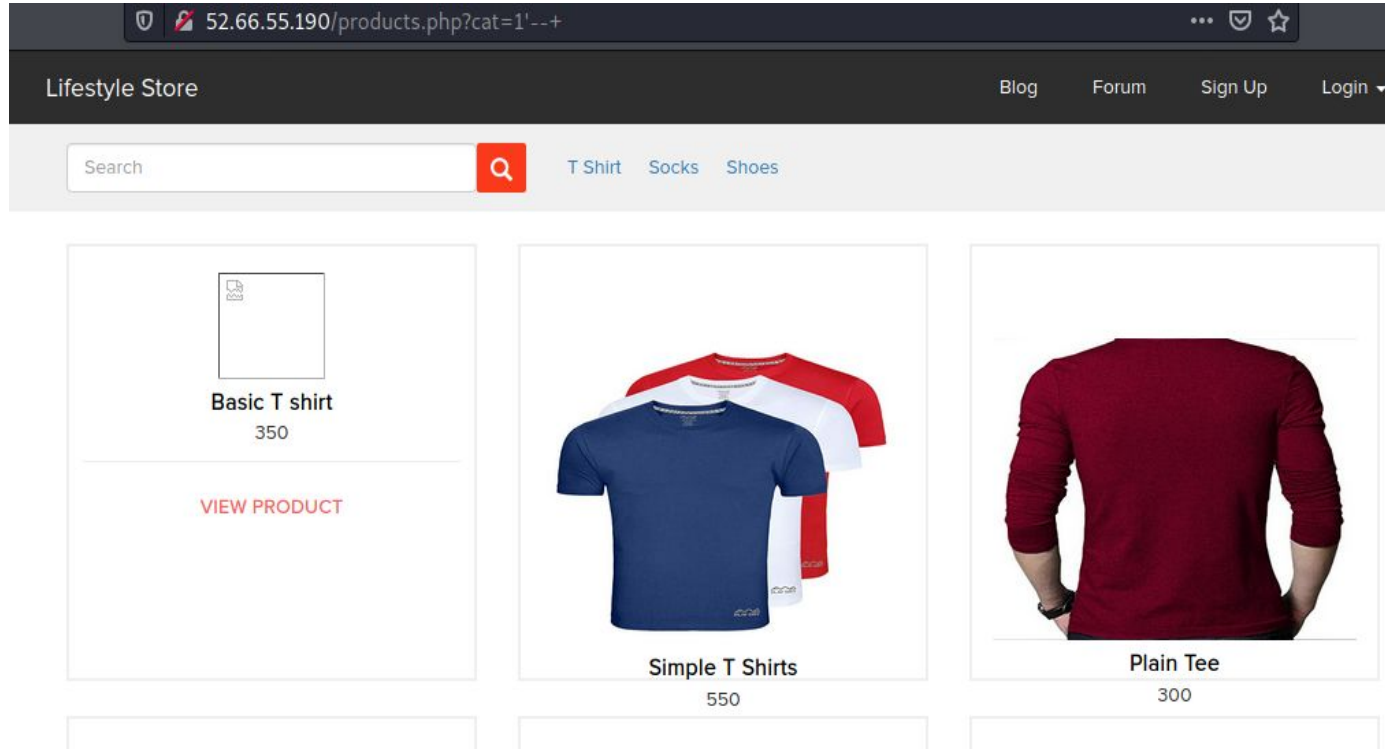 52.66.55.190/products.php?cat=1'--+
Lifestyle Store
Blog Forum Sign Up Login
Search
T Shirt Socks Shoes
Basic T shirt
350
VIEW PRODUCT
Simple T Shirts
550
Plain Tee
300